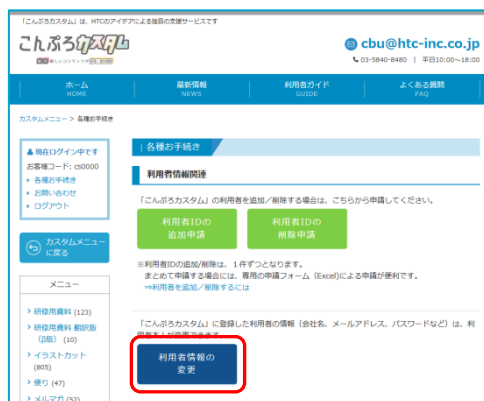 「こんぷろカスタム」は、HTCのアイデアによる独自の支援サービスです
こんぷろカスタム
cbu@htc-inc.co.jp
03-5840-8480 | 平日10:00～18:00
ホーム
HOME
最新情報
NEWS
利用者ガイド
GUIDE
よくある質問
FAQ
カスタムメニュー > 各種お手続き
現在ログイン中です
お客様コード: cs0000
各種お手続き
お問い合わせ
ログアウト
カスタムメニュー
に戻る
メニュー
研修用資料 (123)
研修用資料 翻訳版
(β版) (10)
イラストカット
(805)
便り (47)
メルマガ (52)
各種お手続き
利用者情報関連
「こんぷろカスタム」の利用者を追加／削除する場合は、こちらから申請してください。
利用者IDの
追加申請
利用者IDの
削除申請
※利用者IDの追加/削除は、1件ずつとなります。
まとめて申請する場合には、専用の申請フォーム（Excel)による申請が便利です。
⇒利用者を追加／削除するには
「こんぷろカスタム」に登録した利用者の情報（会社名、メールアドレス、パスワードなど）は、利
用者本人が変更できます。
利用者情報の
変更